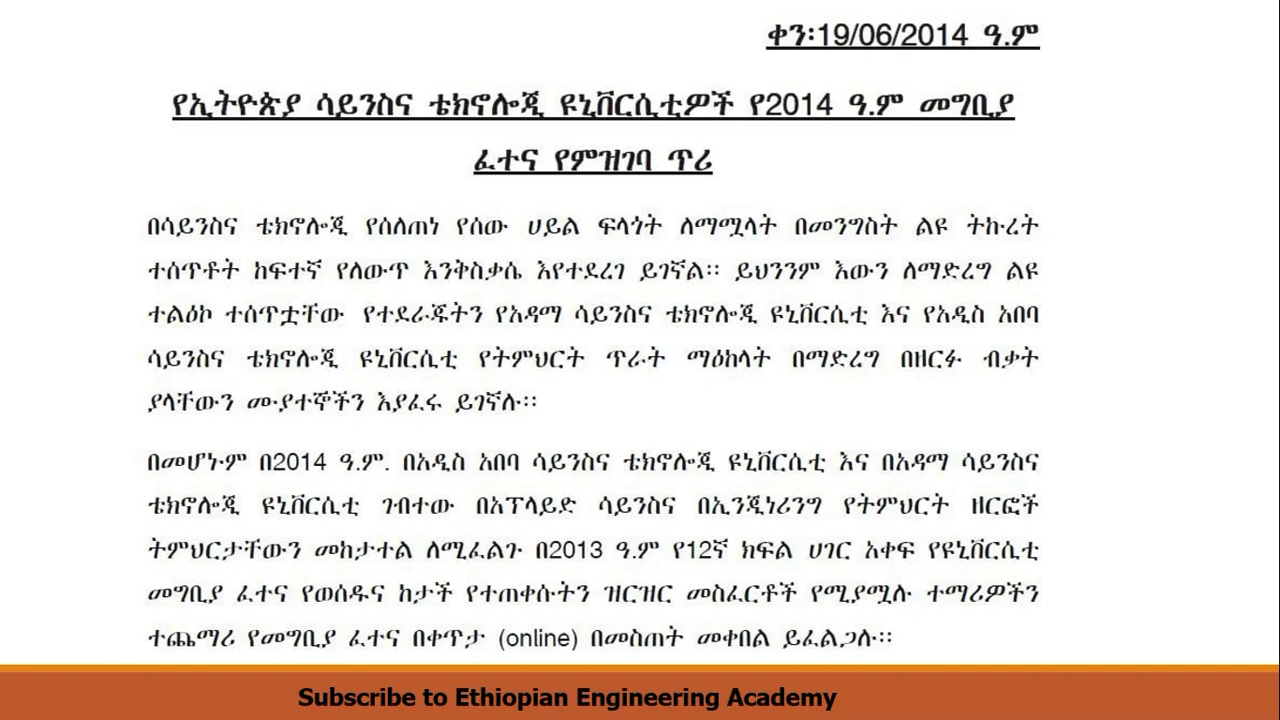 ቀን፡19/06/2014 ዓ.ም
የኢትዮጵያ ሳይንስና ቴክኖሎጂ ዩኒቨርሲቲዎች የ2014 ዓ.ም መግቢያ
ፈተና የምዝገባ ጥሪ
በሳይንስና ቴክኖሎጂ የሰለጠነ የሰው ሀይል ፍላጎት ለማሟላት በመንግስት ልዩ ትኩረት
ተሰጥቶት ከፍተኛ የለውጥ እንቅስቃሴ እየተደረገ ይገኛል፡፡ ይህንንም እውን ለማድረግ ልዩ
ተልዕኮ ተሰጥቷቸው የተደራጁትን የአዳማ ሳይንስና ቴክኖሎጂ ዩኒቨርሲቲ እና የአዲስ አበባ
ሳይንስና ቴክኖሎጂ ዩኒቨርሲቲ የትምህርት ጥራት ማዕከላት በማድረግ በዘርፉ ብቃት
ያላቸውን ሙያተኞችን እያፈሩ ይገኛሉ፡፡
በመሆኑም በ2014 ዓ.ም. በአዲስ አበባ ሳይንስና ቴክኖሎጂ ዩኒቨርሲቲ እና በአዳማ ሳይንስና
ቴክኖሎጂ ዩኒቨርሲቲ ገብተው በአፕላይድ ሳይንስና በኢንጂነሪንግ የትምህርት ዘርፎች
ትምህርታቸውን መከታተል ለሚፈልጉ በ2013 ዓ.ም የ12ኛ ክፍል ሀገር አቀፍ የዩኒቨርሲቲ
መግቢያ ፈተና የወሰዱና ከታች የተጠቀሱትን ዝርዝር መስፈርቶች የሚያሟሉ ተማሪዎችን
ተጨማሪ የመግቢያ ፈተና በቀጥታ (online) በመስጠት መቀበል ይፈልጋሉ፡፡
Subscribe to Ethiopian Engineering Academy